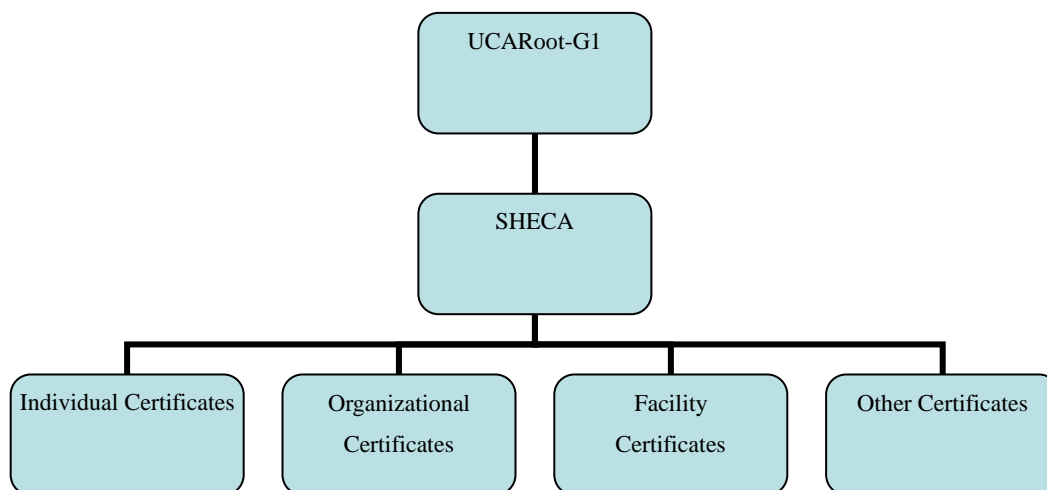 UCARoot-G1
SHECA
Individual Certificates
Organizational
Certificates
Facility
Certificates
Other Certificates